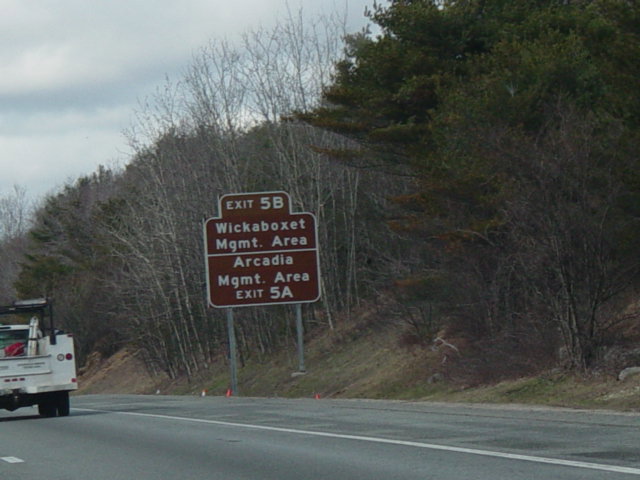 EXIT 5B
Wickaboxet
Mgmt. Area
Arcadia
Mgmt. Area
EXIT 5A